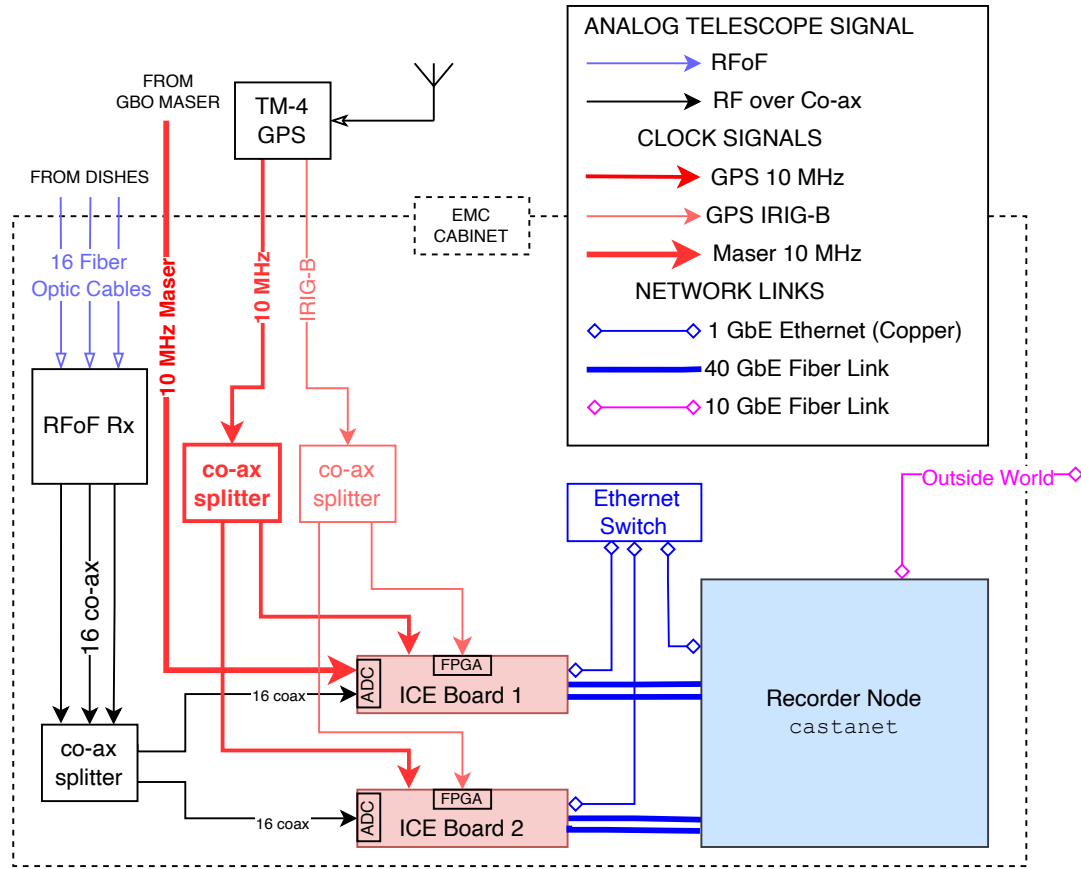 ANALOG TELESCOPE SIGNAL
RFoF
RF over Co-ax
CLOCK SIGNALS
GPS 10 MHz
GPS IRIG-B
Maser 10 MHz
NETWORK LINKS
1 GbE Ethernet (Copper)
40 GbE Fiber Link
10 GbE Fiber Link
FROM
GBO MASER
TM-4
GPS
FROM DISHES
EMC
CABINET
16 Fiber
Optic Cables
10 MHz Maser
10 MHz
IRIG-B
RFoF Rx
co-ax
splitter
co-ax
splitter
Ethernet
Switch
Outside World
16 co-ax
FPGA
ADC
ICE Board 1
16 coax
Recorder Node
castanet
co-ax
splitter
FPGA
ADC
ICE Board 2
16 coax